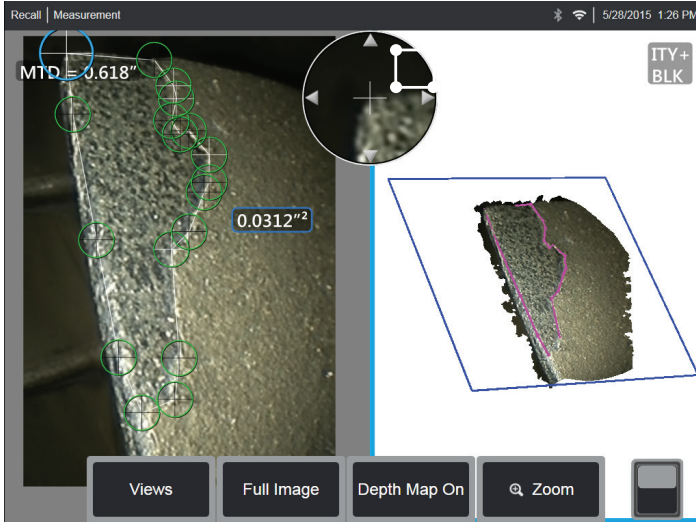 Recall | Measurement
5/28/2015 1:26 PM
ITY+
BLK
MTD = 0.618"
0.0312"²
Views
Full Image
Depth Map On
Zoom